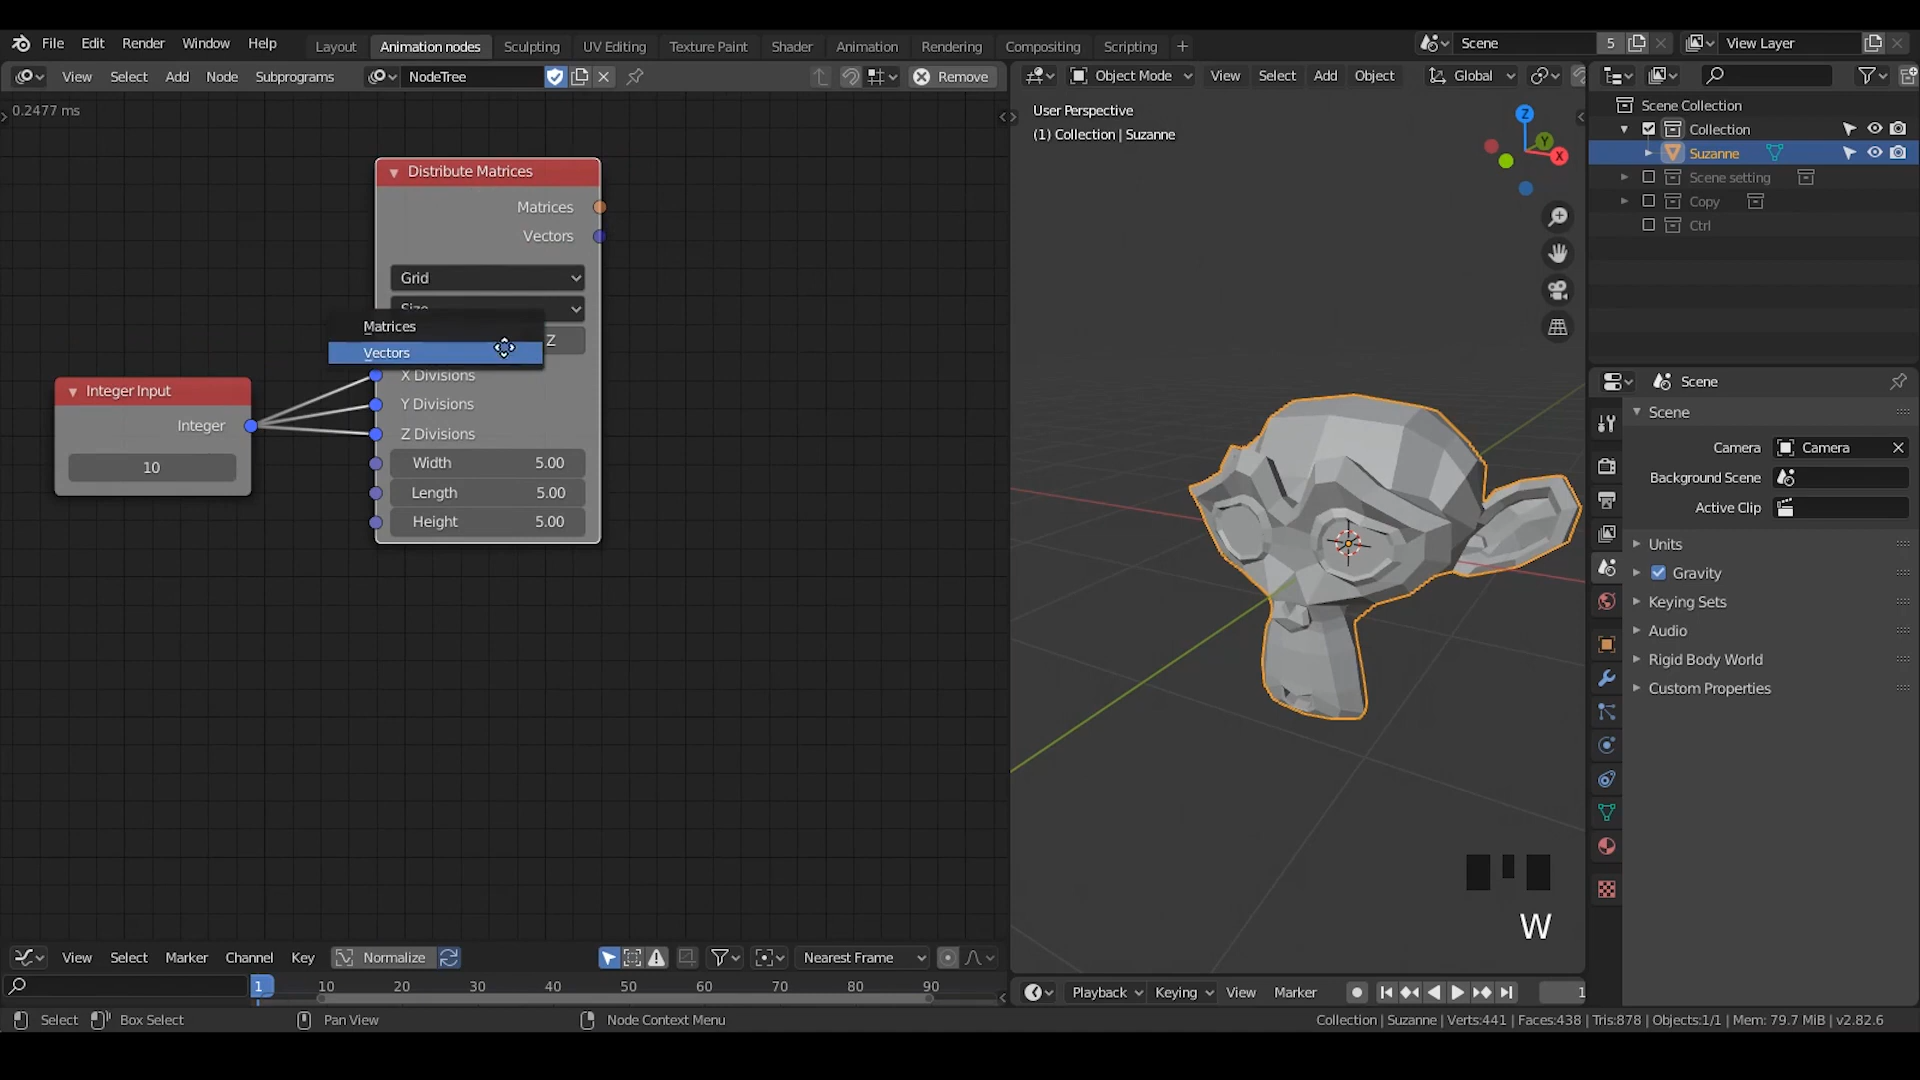 File Edit Render Window Help Layout Animation nodes Sculpting UV Editing Texture Paint Shader Animation Rendering Compositing Scripting + Scene 5 View Layer
View Select Add Node Subprograms NodeTree Remove
Object Mode View Select Add Object Global
0.2477 ms
Distribute Matrices
Matrices
Vectors
Grid
Matrices
Vectors
Z
X Divisions
Y Divisions
Z Divisions
Width 5.00
Length 5.00
Height 5.00
Integer Input
Integer
10
User Perspective
(1) Collection | Suzanne
Z
Y
X
W
Scene Collection
Collection
Suzanne
Scene setting
Copy
Ctrl
Scene
Scene
Camera Camera
Background Scene
Active Clip
Units
Gravity
Keying Sets
Audio
Rigid Body World
Custom Properties
View Select Marker Channel Key Normalize Nearest Frame
1 10 20 30 40 50 60 70 80 90
Playback Keying View Marker 1
Select Box Select Pan View Node Context Menu
Collection | Suzanne | Verts:441 | Faces:438 | Tris:878 | Objects:1/1 | Mem: 79.7 MiB | v2.82.6